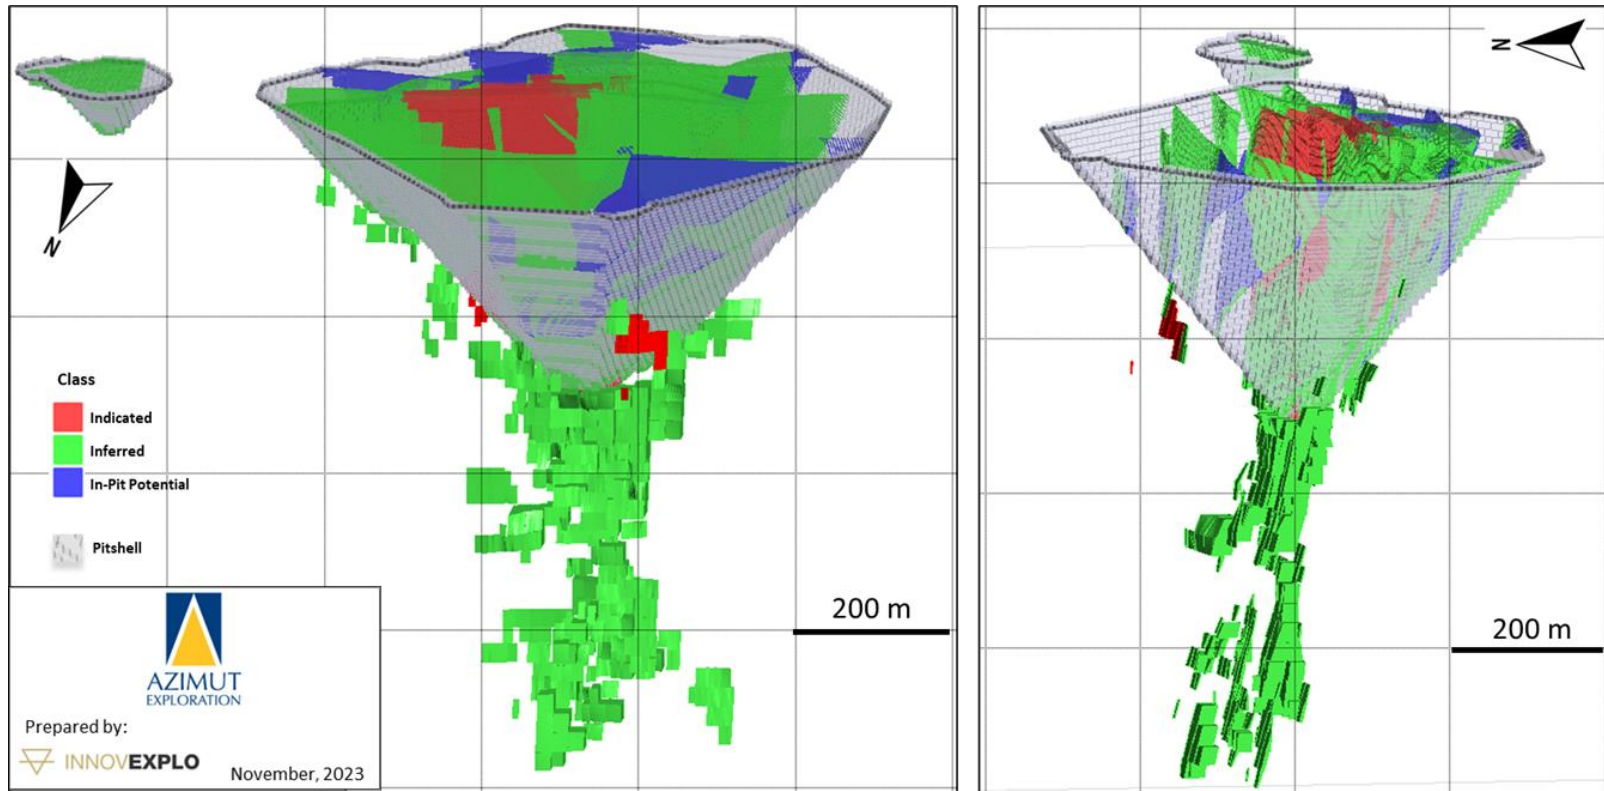 N
Class
Indicated
Inferred
In-Pit Potential
Pitshell
200 m
AZIMUT
EXPLORATION
Prepared by:
INNOVEXPLO
November, 2023
N
200 m